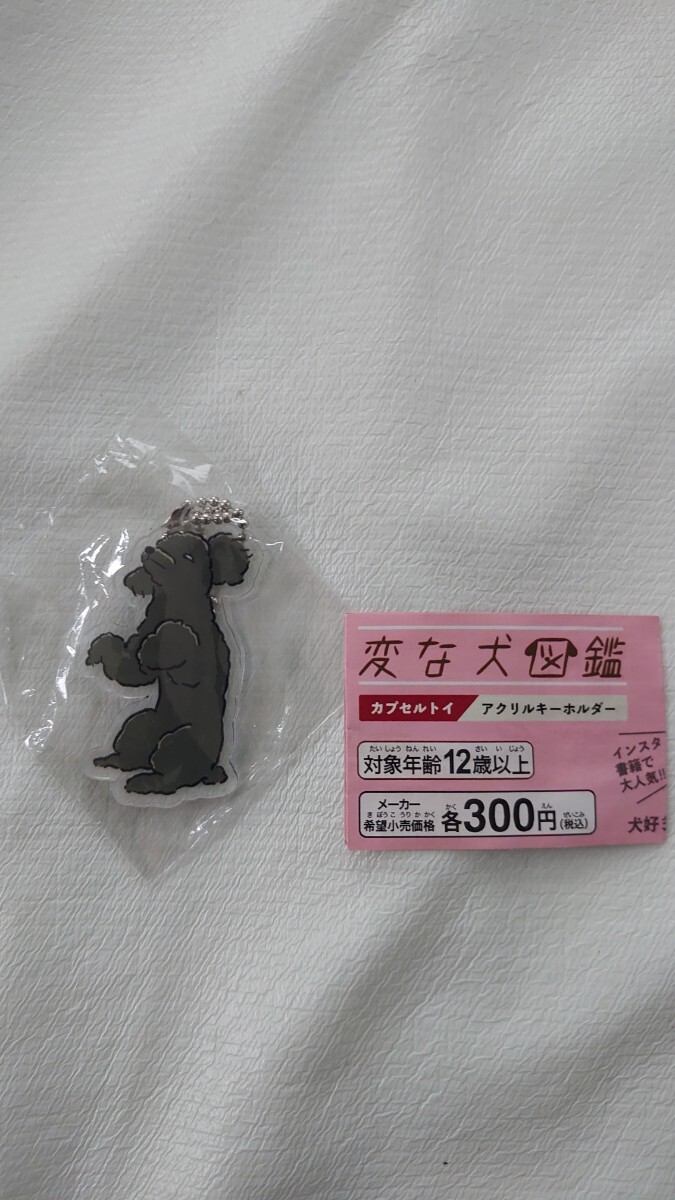 変な犬図鑑
カプセルトイ アクリルキーホルダー
たいしょうねんれい さい いじょう
対象年齢12歳以上
メーカー
きぼうこうりかかく かく えん ぜいこみ
希望小売価格 各300円(税込)
インスタ
書籍で
大人気!!
犬好き